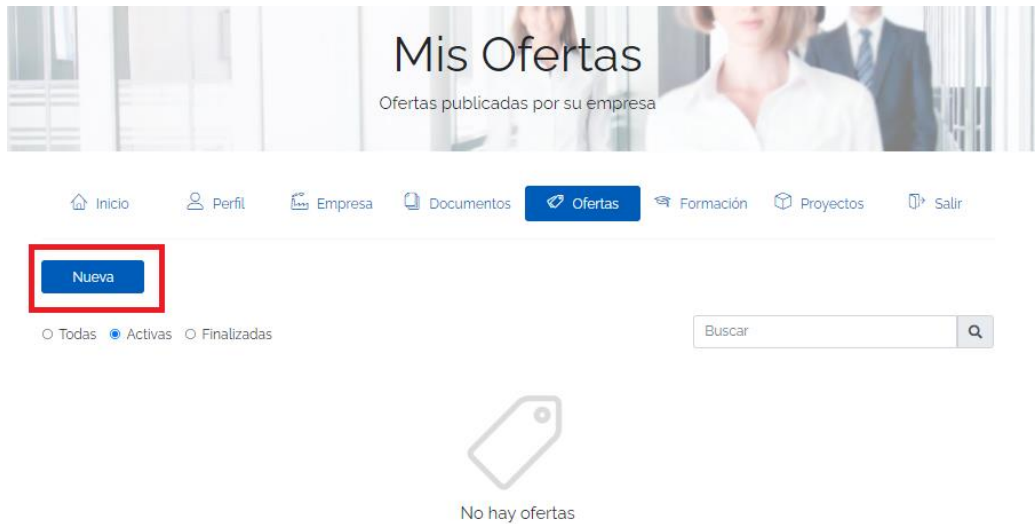 Mis Ofertas
Ofertas publicadas por su empresa
Inicio Perfil Empresa Documentos Ofertas Formación Proyectos Salir
Nueva
Todas Activas Finalizadas Buscar
No hay ofertas